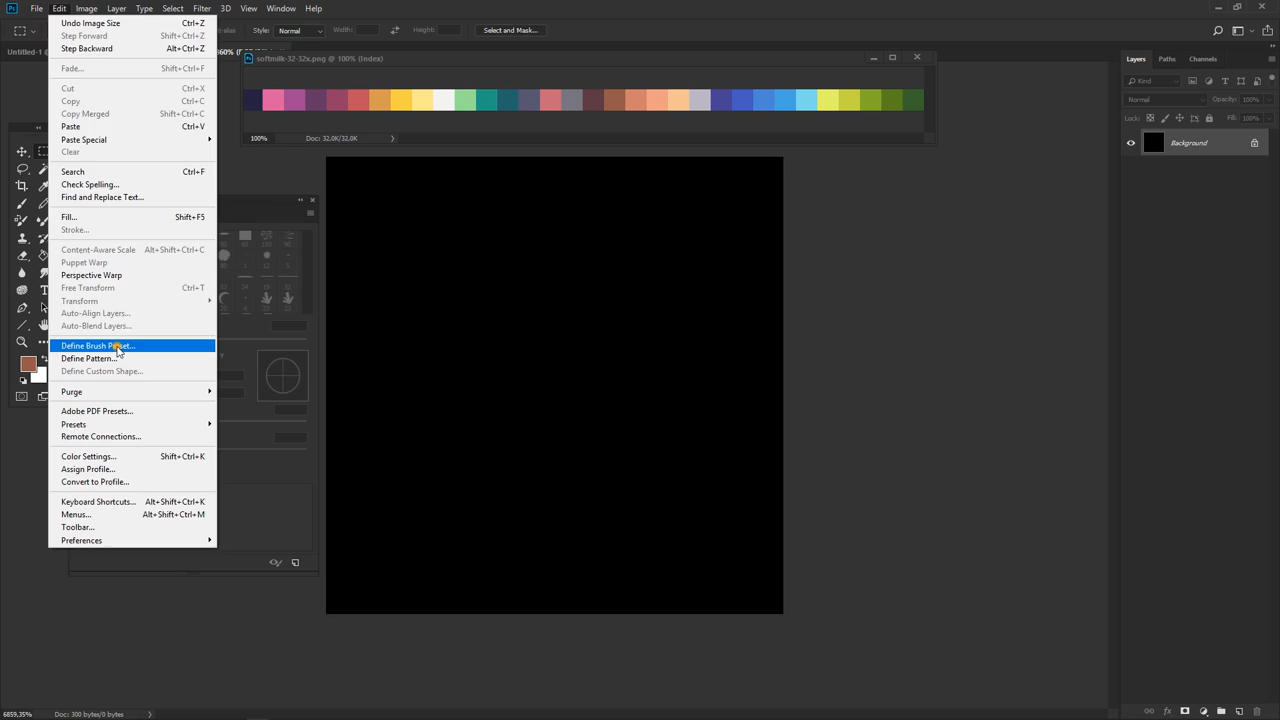 Ps File Edit Image Layer Type Select Filter 3D View Window Help
Style: Normal Width: Height: Select and Mask...
Untitled-1
softmilk-32-32x.png @ 100% (Index)
100% Doc: 32,0K/32,0K
Undo Image Size Ctrl+Z
Step Forward Shift+Ctrl+Z
Step Backward Alt+Ctrl+Z
Fade... Shift+Ctrl+F
Cut Ctrl+X
Copy Ctrl+C
Copy Merged Shift+Ctrl+C
Paste Ctrl+V
Paste Special
Clear
Search Ctrl+F
Check Spelling...
Find and Replace Text...
Fill... Shift+F5
Stroke...
Content-Aware Scale Alt+Shift+Ctrl+C
Puppet Warp
Perspective Warp
Free Transform Ctrl+T
Transform
Auto-Align Layers...
Auto-Blend Layers...
Define Brush Preset...
Define Pattern...
Define Custom Shape...
Purge
Adobe PDF Presets...
Presets
Remote Connections...
Color Settings... Shift+Ctrl+K
Assign Profile...
Convert to Profile...
Keyboard Shortcuts... Alt+Shift+Ctrl+K
Menus... Alt+Shift+Ctrl+M
Toolbar...
Preferences
Layers Paths Channels
Kind
Normal Opacity: 100%
Lock: Fill: 100%
Background
6859,35% Doc: 300 bytes/0 bytes